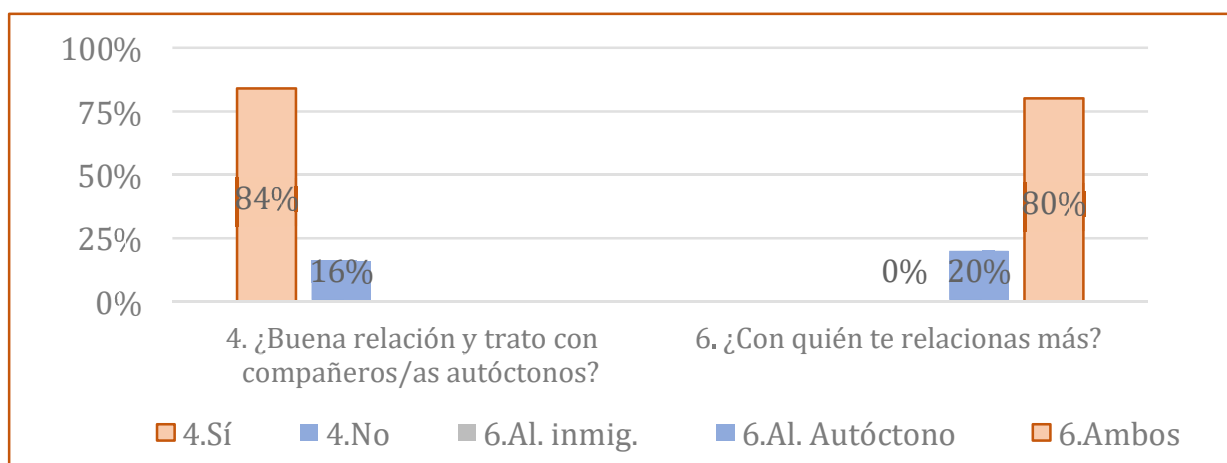 100%
75%
50%
25%
0%
84%
16%
0%
20%
80%
4. ¿Buena relación y trato con
compañeros/as autóctonos?
6. ¿Con quién te relacionas más?
4.Sí
4.No
6.Al. inmig.
6.Al. Autóctono
6.Ambos